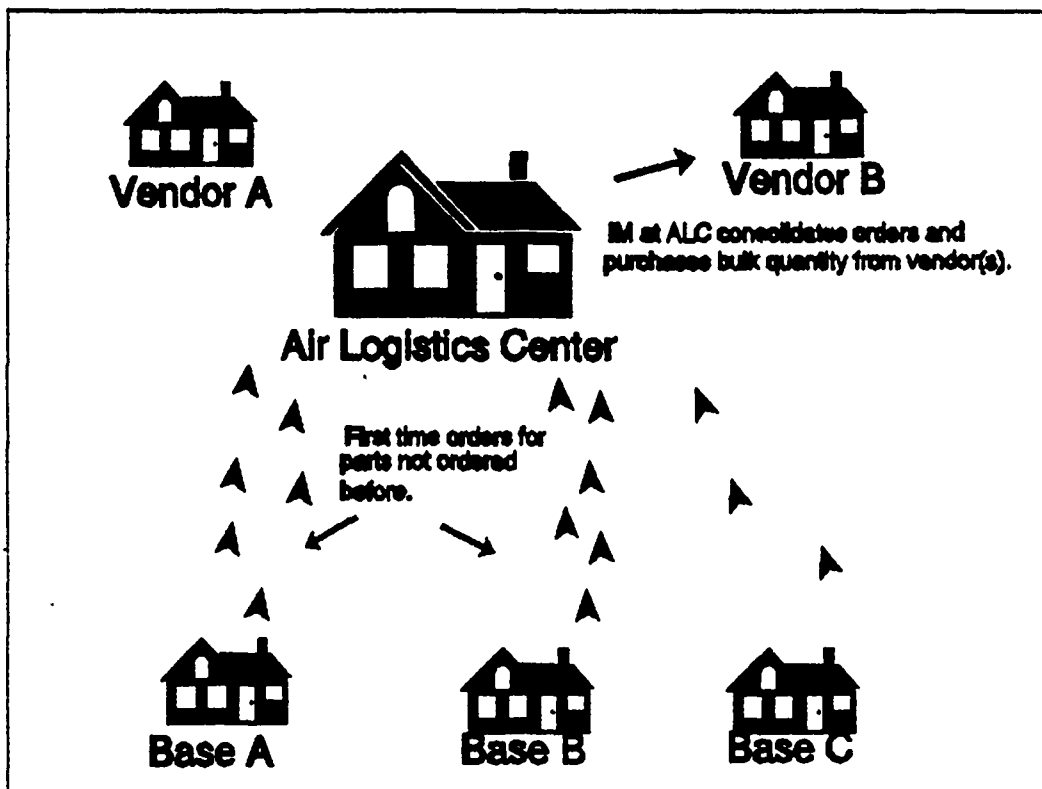 Vendor A
Vendor B
IM at ALC consolidates orders and
purchases bulk quantity from vendor(s).
Air Logistics Center
First time orders for
parts not ordered
before.
Base A
Base B
Base C